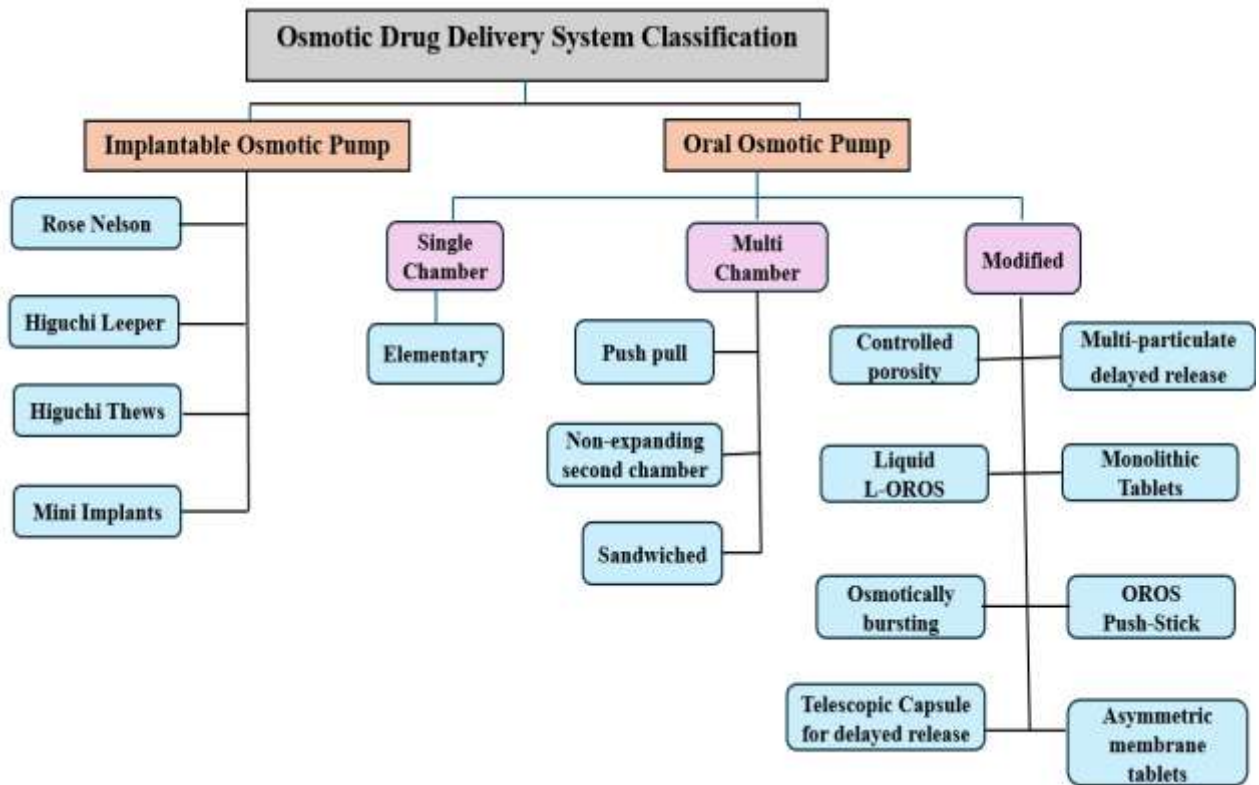 Osmotic Drug Delivery System Classification
Implantable Osmotic Pump
Oral Osmotic Pump
Rose Nelson
Higuchi Leeper
Higuchi Thews
Mini Implants
Single
Chamber
Elementary
Multi
Chamber
Push pull
Non-expanding
second chamber
Sandwiched
Modified
Controlled
porosity
Multi-particulate
delayed release
Liquid
L-OROS
Monolithic
Tablets
Osmotically
bursting
OROS
Push-Stick
Telescopic Capsule
for delayed release
Asymmetric
membrane
tablets